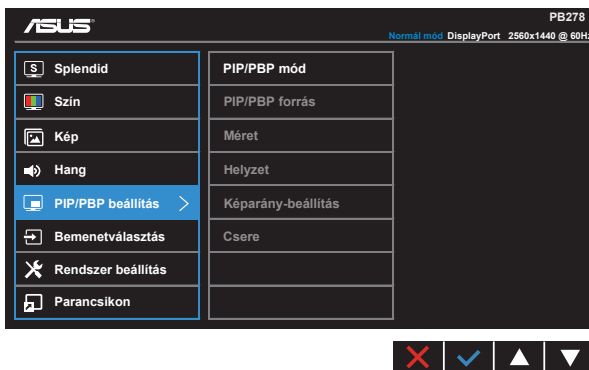 ASUS
PB278
Normál mód DisplayPort 2560x1440 @ 60Hz
S Splendid
Szín
Kép
Hang
PIP/PBP beállítás
Bemenetválasztás
Rendszer beállítás
Parancsikon
PIP/PBP mód
PIP/PBP forrás
Méret
Helyzet
Képarány-beállítás
Csere